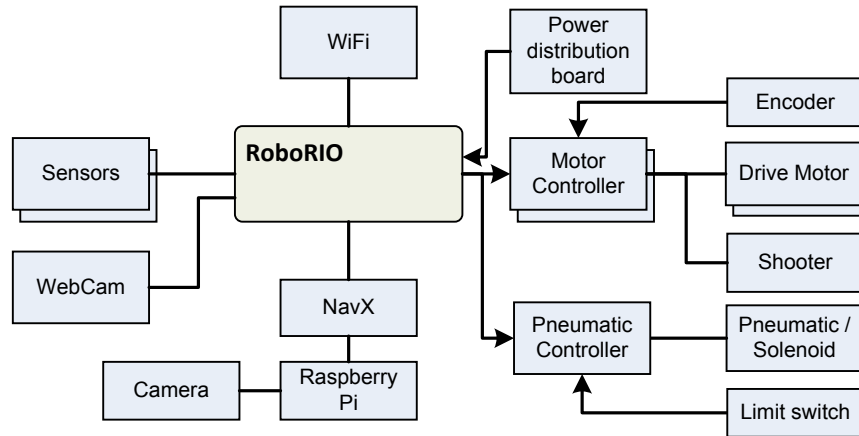 WiFi
Power
distribution
board
Encoder
RoboRIO
Sensors
Motor
Controller
Drive Motor
WebCam
Shooter
NavX
Pneumatic
Controller
Pneumatic /
Solenoid
Camera
Raspberry
Pi
Limit switch